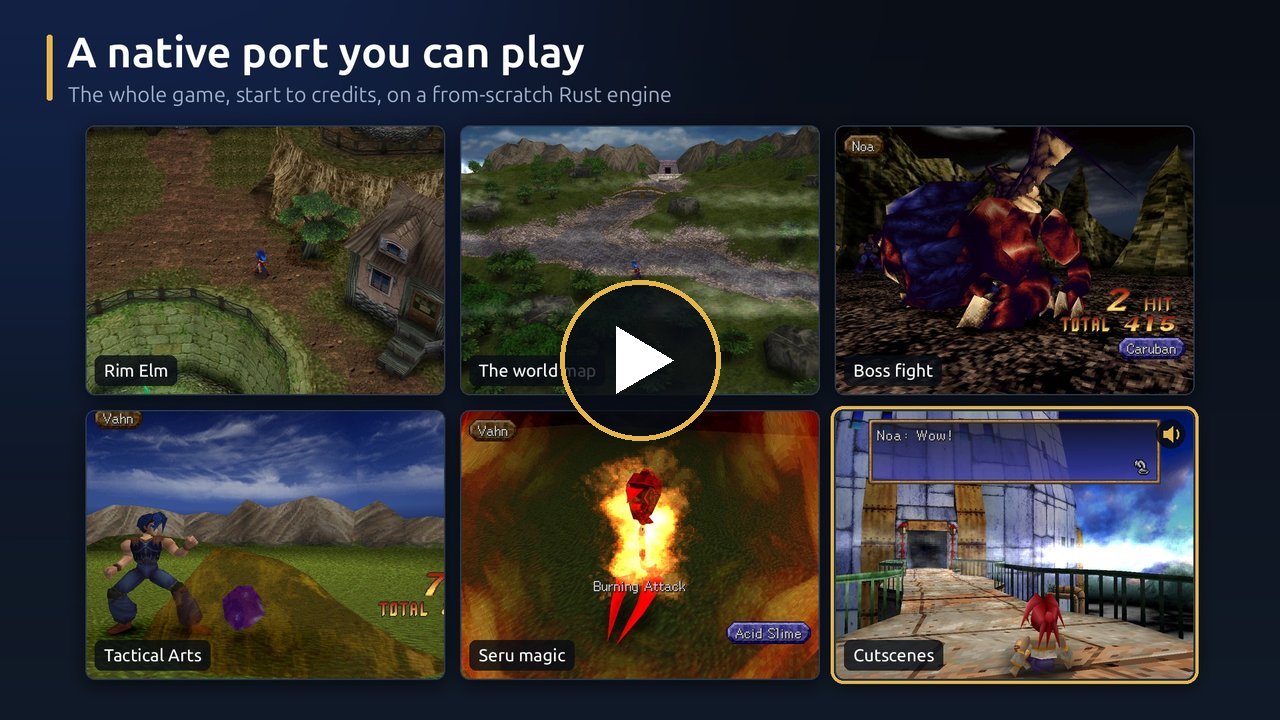 A native port you can play
The whole game, start to credits, on a from-scratch Rust engine
Rim Elm
The world map
Noa
2 HIT
TOTAL 415
Caruban
Boss fight
Vahn
7
TOTAL
Tactical Arts
Vahn
Burning Attack
Acid Slime
Seru magic
Noa: Wow!
Cutscenes